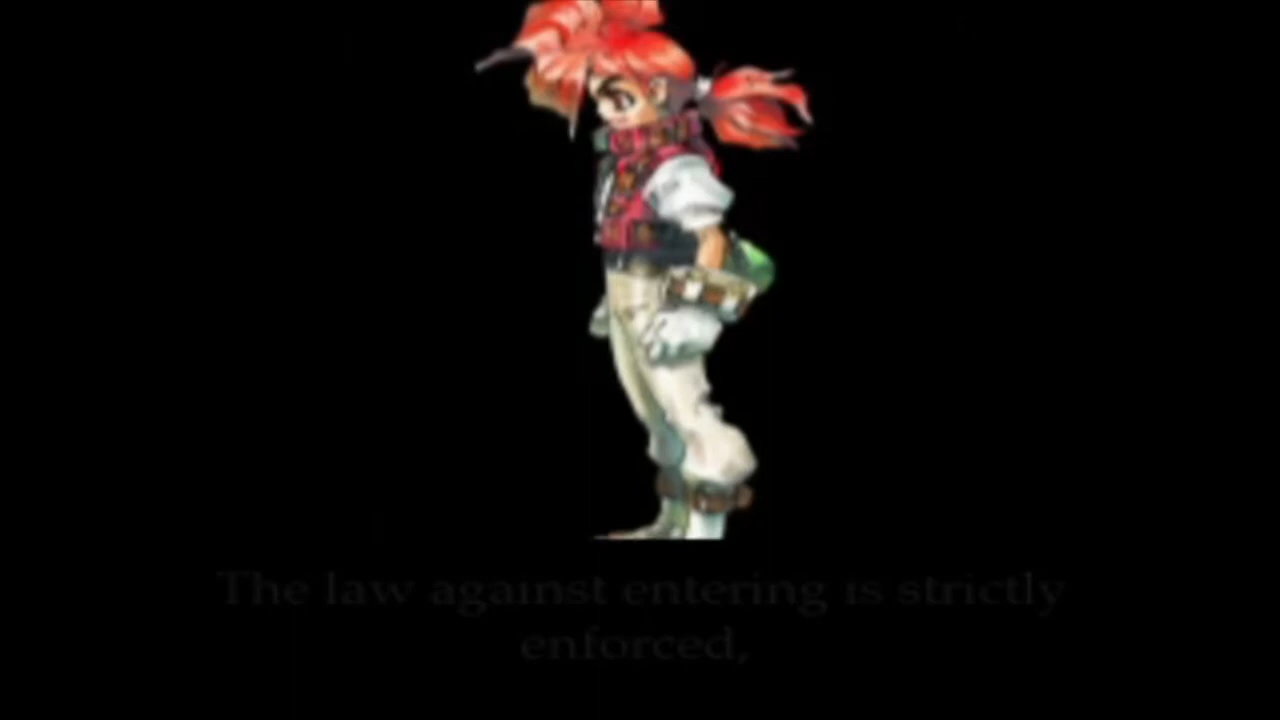 The law against entering is strictly
enforced,